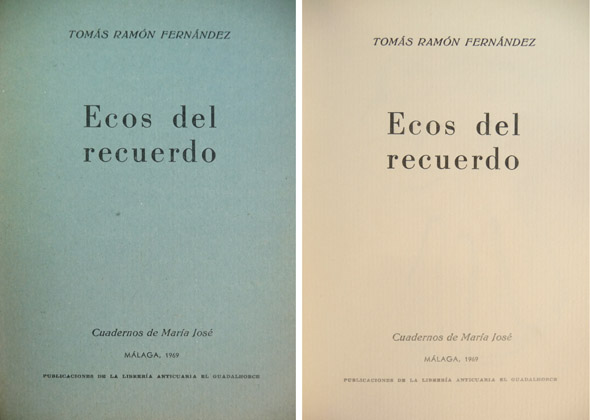 TOMÁS RAMÓN FERNÁNDEZ
Ecos del
recuerdo
Cuadernos de María José
MÁLAGA, 1969
PUBLICACIONES DE LA LIBRERÍA ANTICUARIA EL GUADALHORCE
TOMÁS RAMÓN FERNÁNDEZ
Ecos del
recuerdo
Cuadernos de María José
MÁLAGA, 1969
PUBLICACIONES DE LA LIBRERÍA ANTICUARIA EL GUADALHORCE